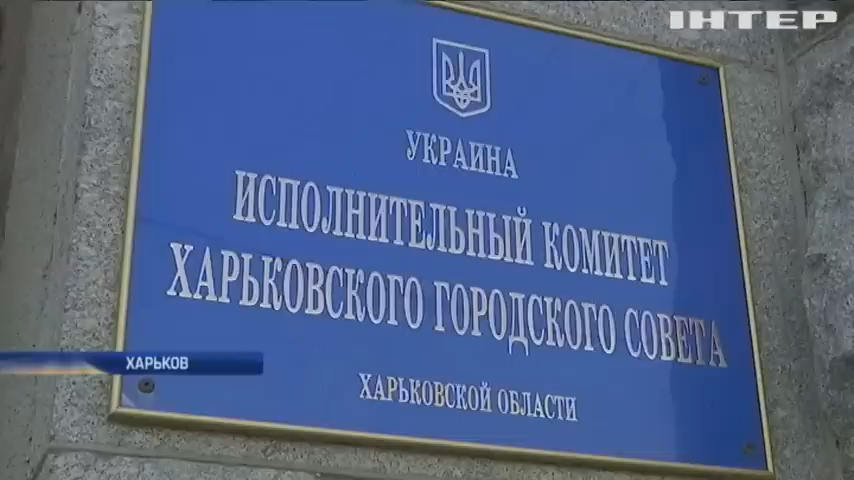 ІНТЕР
УКРАИНА
ИСПОЛНИТЕЛЬНЫЙ КОМИТЕТ
ХАРЬКОВСКОГО ГОРОДСКОГО СОВЕТА
ХАРЬКОВ
ХАРЬКОВСКОЙ ОБЛАСТИ